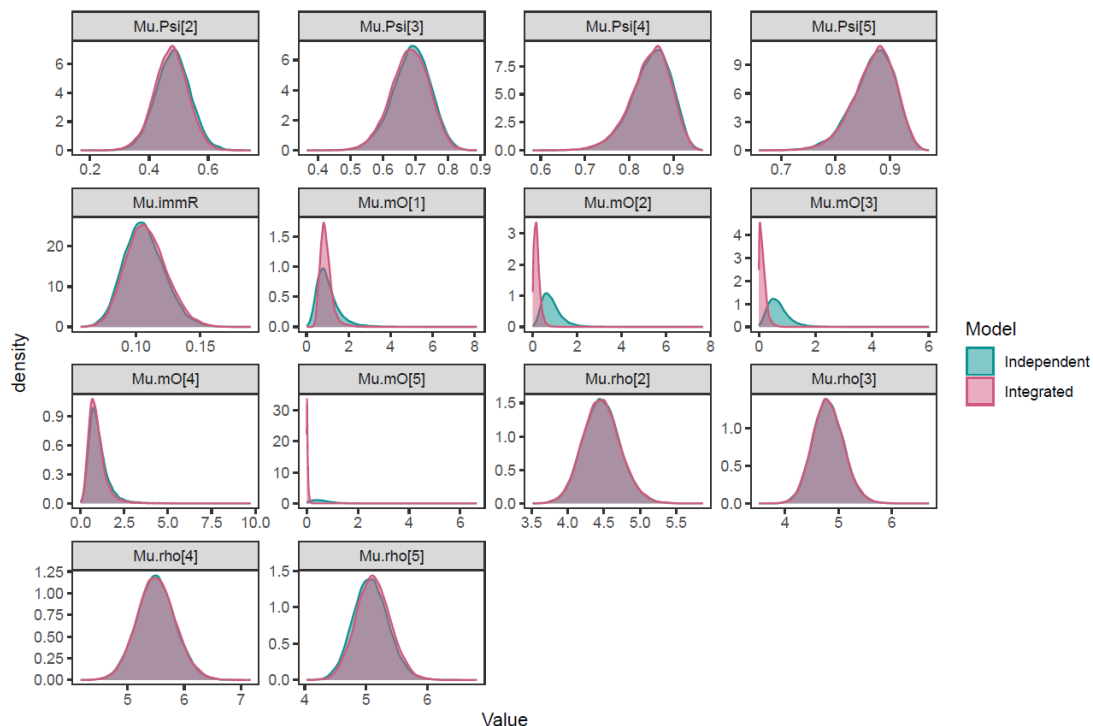 Mu.Psi[2] Mu.Psi[3] Mu.Psi[4] Mu.Psi[5]
6 6 7.5 9
4 4 5.0 6
2 2 2.5 3
0 0 0.0 0
0.2 0.4 0.6 0.4 0.5 0.6 0.7 0.8 0.9 0.6 0.7 0.8 0.9 0.7 0.8 0.9
Mu.immR Mu.mO[1] Mu.mO[2] Mu.mO[3]
20 1.5 3 4
10 1.0 2 3
0 0.5 1 2
0.0 0 1
0
0.10 0.15 0 2 4 6 8 0 2 4 6 8 0 2 4 6
density
Model
Independent
Integrated
Mu.mO[4] Mu.mO[5] Mu.rho[2] Mu.rho[3]
0.9 30 1.5 1.0
0.6 20 1.0 0.5
0.3 10 0.5 0.0
0.0 0 0.0
0.0 2.5 5.0 7.5 10.0 0 2 4 6 3.5 4.0 4.5 5.0 5.5 4 5 6
Mu.rho[4] Mu.rho[5]
1.25 1.5
1.00 1.0
0.75 0.5
0.50 0.0
0.25
0.00
5 6 7 4 5 6
Value